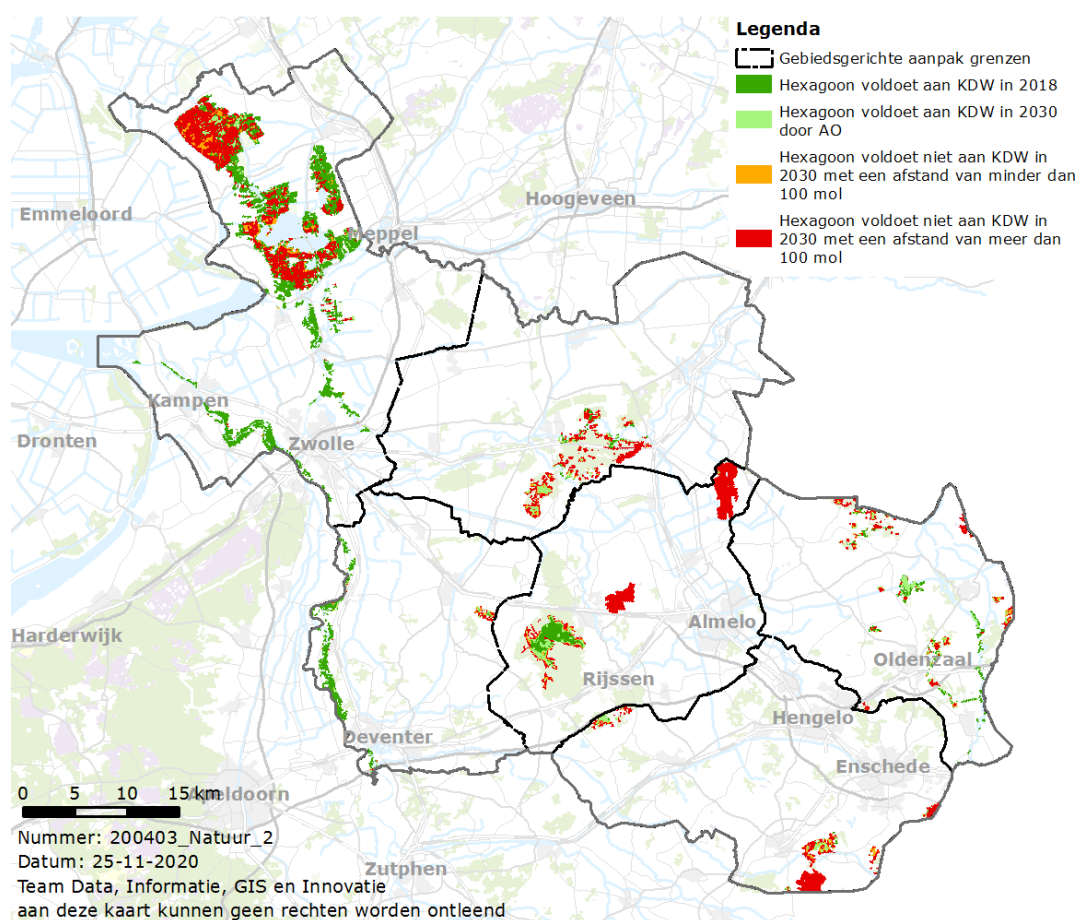 Legenda
Gebiedsgerichte aanpak grenzen
Hexagoon voldoet aan KDW in 2018
Hexagoon voldoet aan KDW in 2030
door AO
Hexagoon voldoet niet aan KDW in
2030 met een afstand van minder dan
100 mol
Hexagoon voldoet niet aan KDW in
2030 met een afstand van meer dan
100 mol
Hoogeveen
Emmeloord
Meppel
Kampen
Dronten
Zwolle
Harderwijk
Almelo
Oldenzaal
Rijssen
Hengelo
Deventer
Enschede
Apeldoorn
0 5 10 15 km
Zutphen
Nummer: 200403_Natuur_2
Datum: 25-11-2020
Team Data, Informatie, GIS en Innovatie
aan deze kaart kunnen geen rechten worden ontleend